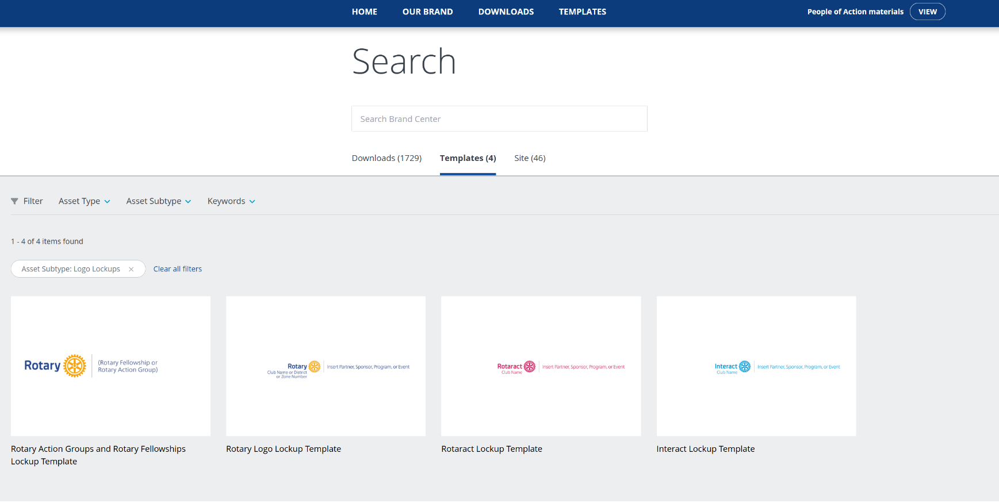 HOME OUR BRAND DOWNLOADS TEMPLATES People of Action materials VIEW
Search
Search Brand Center
Downloads (1729) Templates (4) Site (46)
Filter Asset Type Asset Subtype Keywords
1 - 4 of 4 items found
Asset Subtype: Logo Lockups × Clear all filters
Rotary
(Rotary Fellowship or
Rotary Action Group)
Rotary
Club Name or District
or Zone Number
Insert Partner, Sponsor, Program, or Event
Rotaract
Club Name
Insert Partner, Sponsor, Program, or Event
Interact
Club Name
Insert Partner, Sponsor, Program, or Event
Rotary Action Groups and Rotary Fellowships
Lockup Template
Rotary Logo Lockup Template
Rotaract Lockup Template
Interact Lockup Template